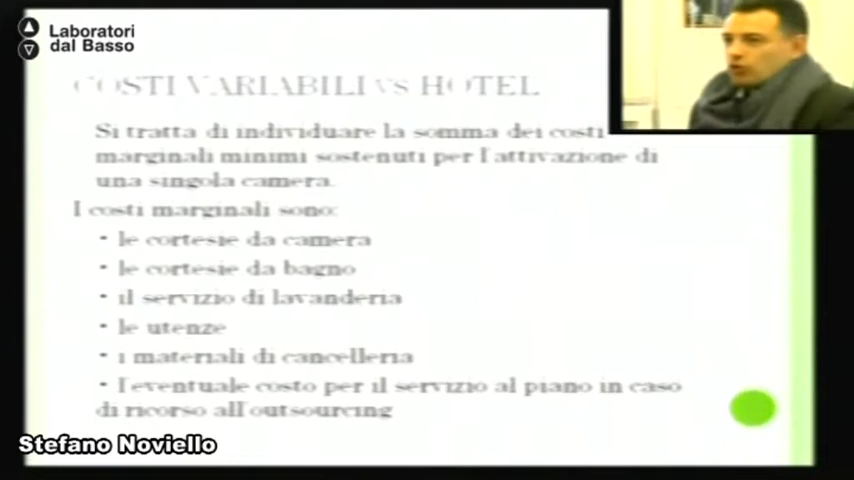 Laboratori
dal Basso
COSTI VARIABILI vs HOTEL
Si tratta di individuare la somma dei costi
marginali minimi sostenuti per l'attivazione di
una singola camera.
I costi marginali sono:
• le cortesie da camera
• le cortesie da bagno
• il servizio di lavanderia
• le utenze
• i materiali di cancelleria
• l'eventuale costo per il servizio al piano in caso
di ricorso all'outsourcing
Stefano Noviello